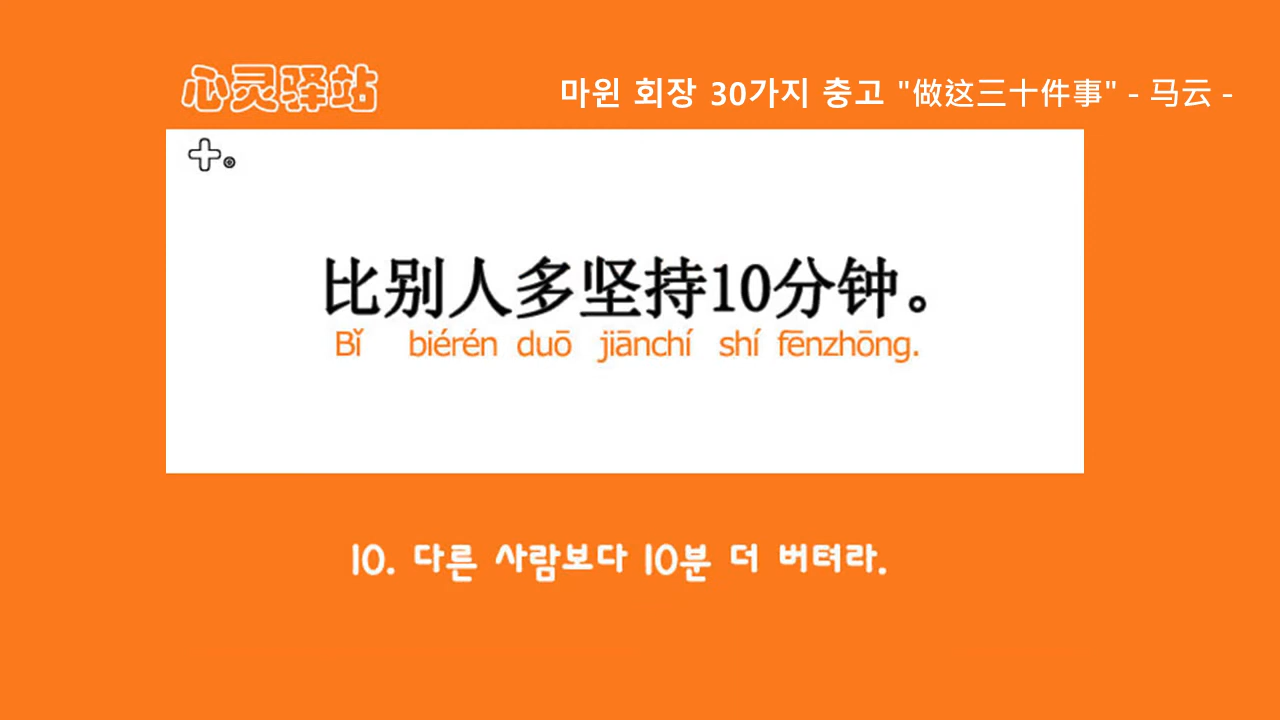 心灵驿站
마윈 회장 30가지 충고 "做这三十件事" - 马云 -
十。
比别人多坚持10分钟。
Bǐ biérén duō jiānchí shí fēnzhōng.
10. 다른 사람보다 10분 더 버텨라.